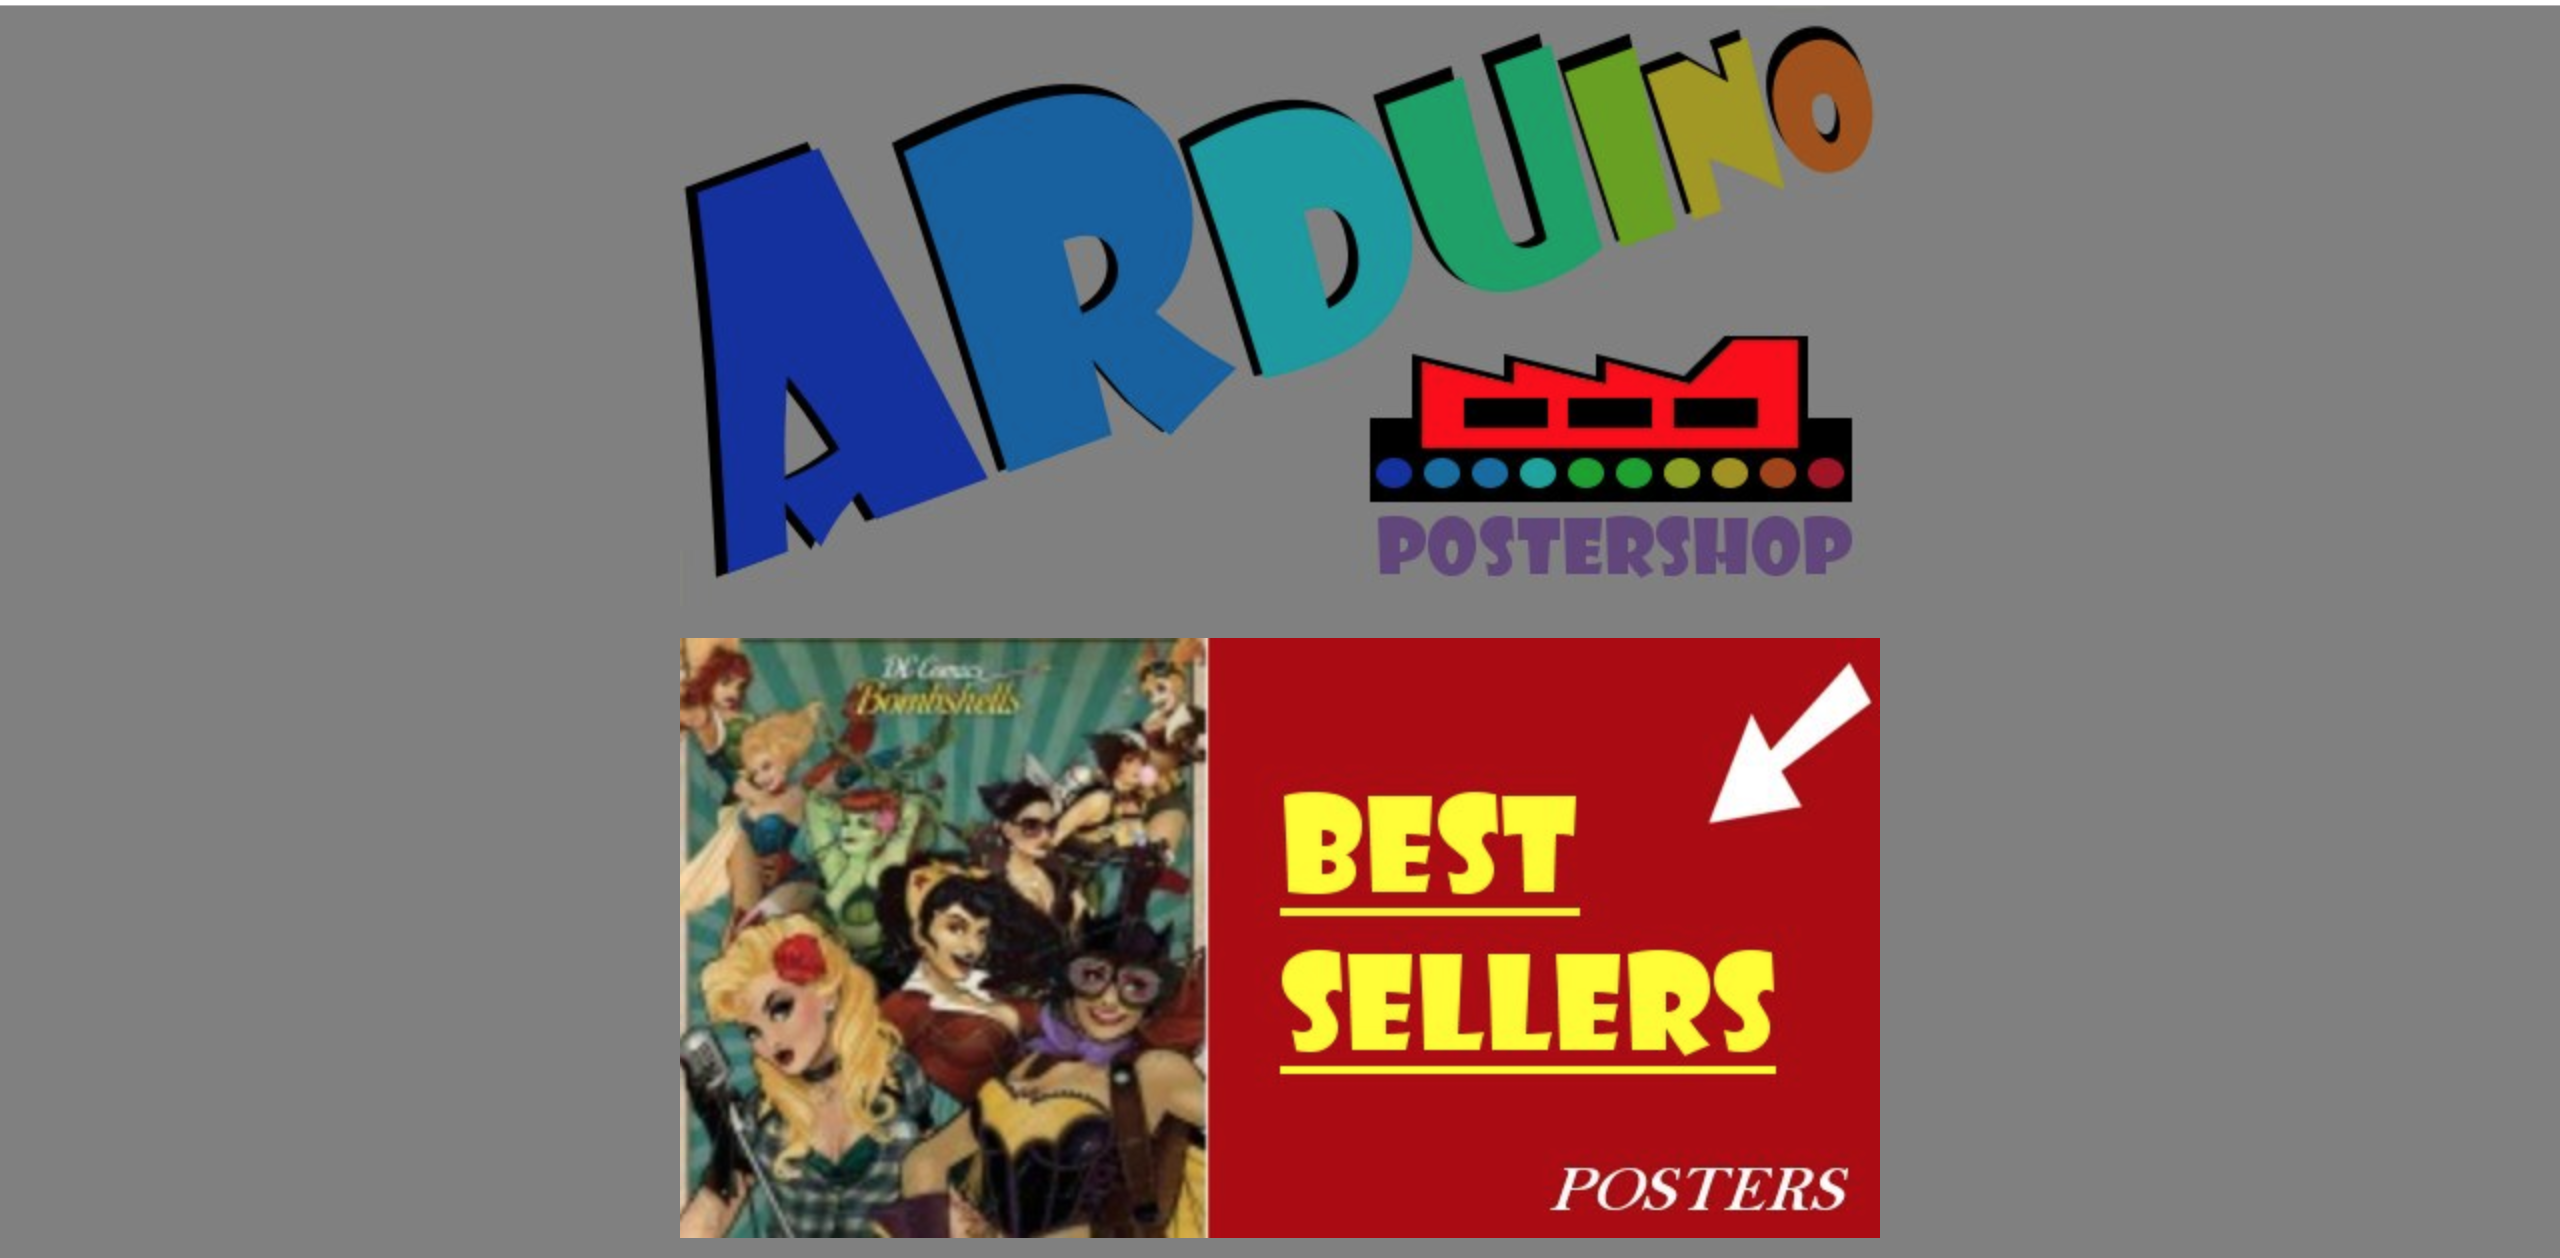 ARDUINO
POSTERSHOP
DC Comics
Bombshells
BEST
SELLERS
POSTERS